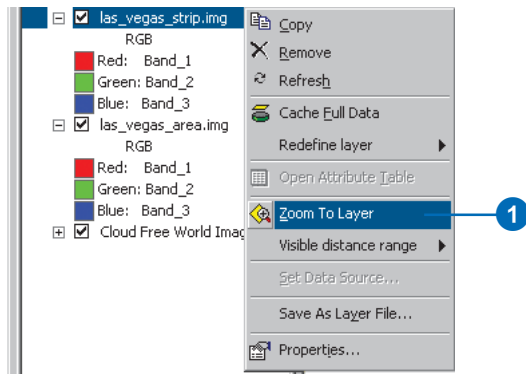 las_vegas_strip.img
RGB
Red: Band_1
Green: Band_2
Blue: Band_3
las_vegas_area.img
RGB
Red: Band_1
Green: Band_2
Blue: Band_3
Cloud Free World Imag
Copy
Remove
Refresh
Cache Full Data
Redefine layer
Open Attribute Table
Zoom To Layer
1
Visible distance range
Set Data Source...
Save As Layer File...
Properties...